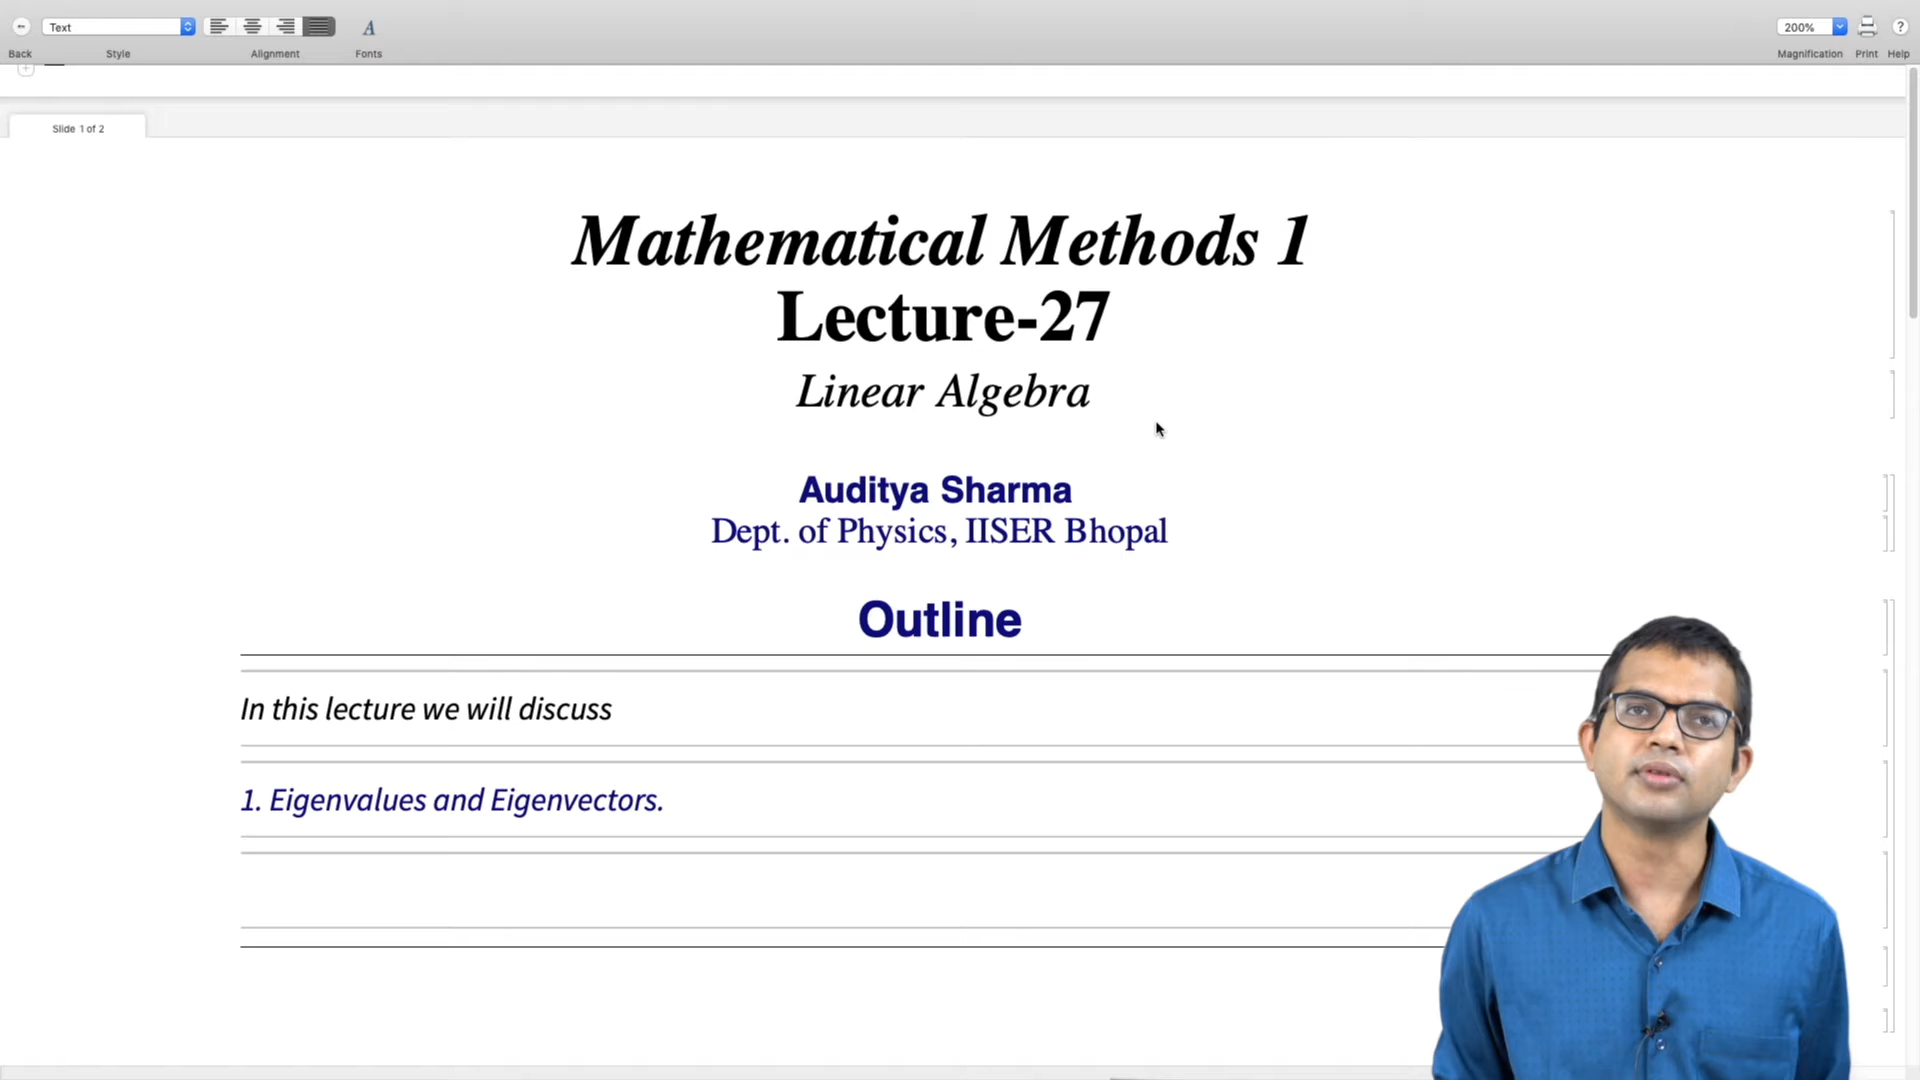 Text
200%
Back
Style
Alignment
Fonts
Magnification
Print
Help
Slide 1 of 2
Mathematical Methods 1
Lecture-27
Linear Algebra
Auditya Sharma
Dept. of Physics, IISER Bhopal
Outline
In this lecture we will discuss
1. Eigenvalues and Eigenvectors.